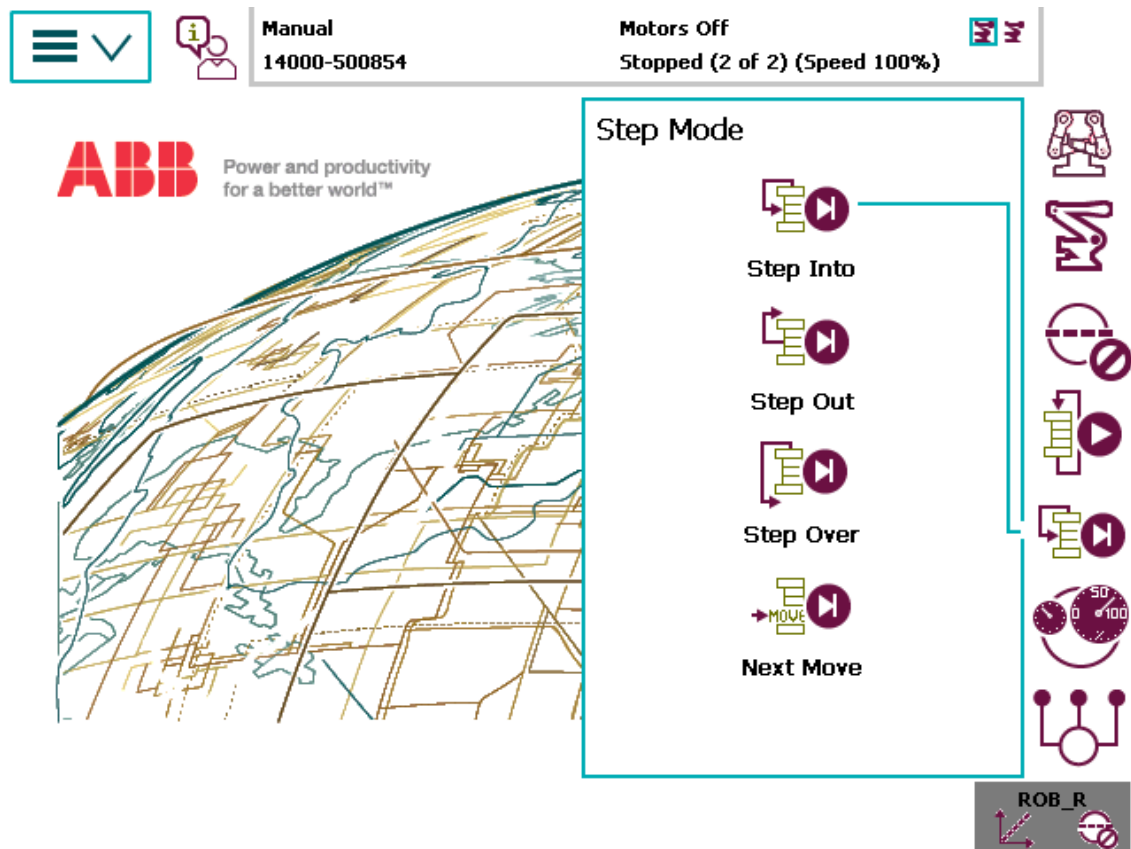 Manual
14000-500854
Motors Off
Stopped (2 of 2) (Speed 100%)
ABB
Power and productivity
for a better world™
Step Mode
Step Into
Step Out
Step Over
MOVE
Next Move
50
0
100
%
ROB_R